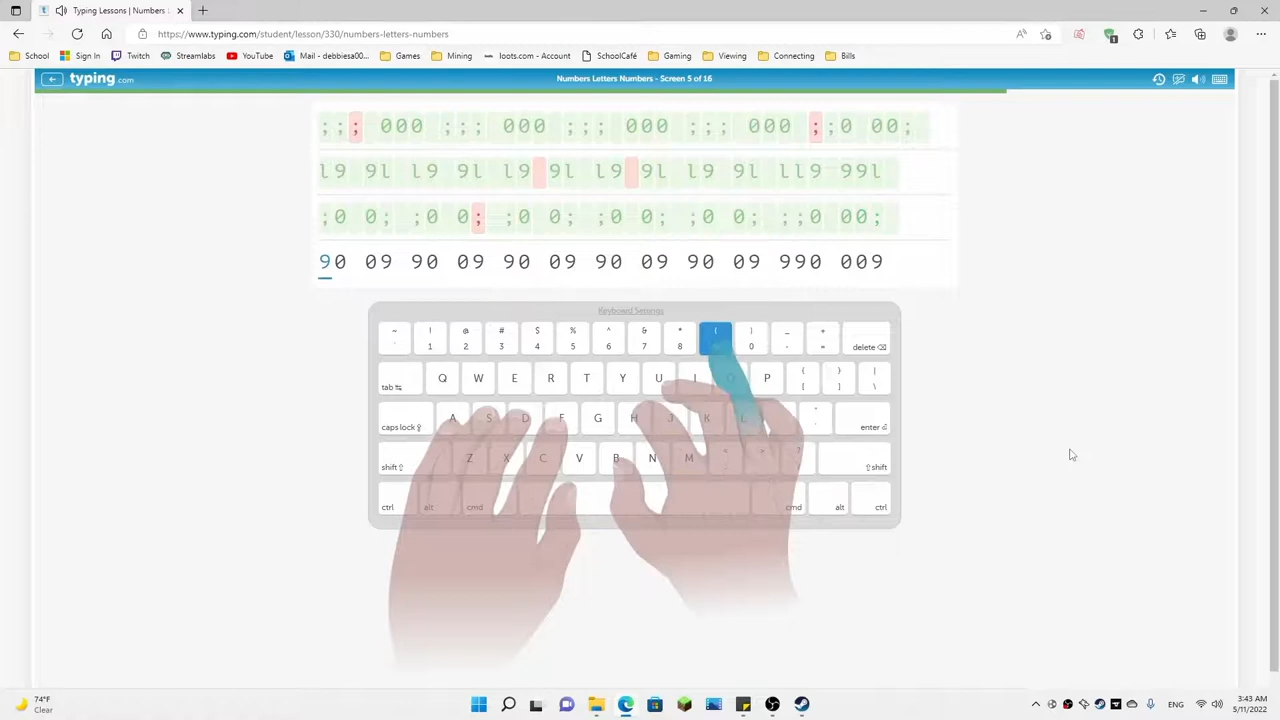 Typing Lessons | Numbers
https://www.typing.com/student/lesson/330/numbers-letters-numbers
School Sign In Twitch Streamlabs YouTube Mail - debbiesa00... Games Mining loots.com - Account SchoolCafé Gaming Viewing Connecting Bills
typing.com
Numbers Letters Numbers - Screen 5 of 16
;;; 000 ;;; 000 ;;; 000 ;;; 000 ;;0 00;
l9 9l l9 9l l9 9l l9 9l l9 9l ll9 99l
;0 0; ;0 0; ;0 0; ;0 0; ;0 0; ;;0 00;
90 09 90 09 90 09 90 09 90 09 990 009
Keyboard Settings
~ ! @ # $ % ^ & * ( ) _ +
` 1 2 3 4 5 6 7 8 0 - = delete
tab Q W E R T Y U I O P { [ } ] | \
caps lock A S D F G H J K L " ' enter
shift Z X C V B N M < , > . ? shift
ctrl alt cmd cmd alt ctrl
74°F
Clear
ENG
3:43 AM
5/11/2022